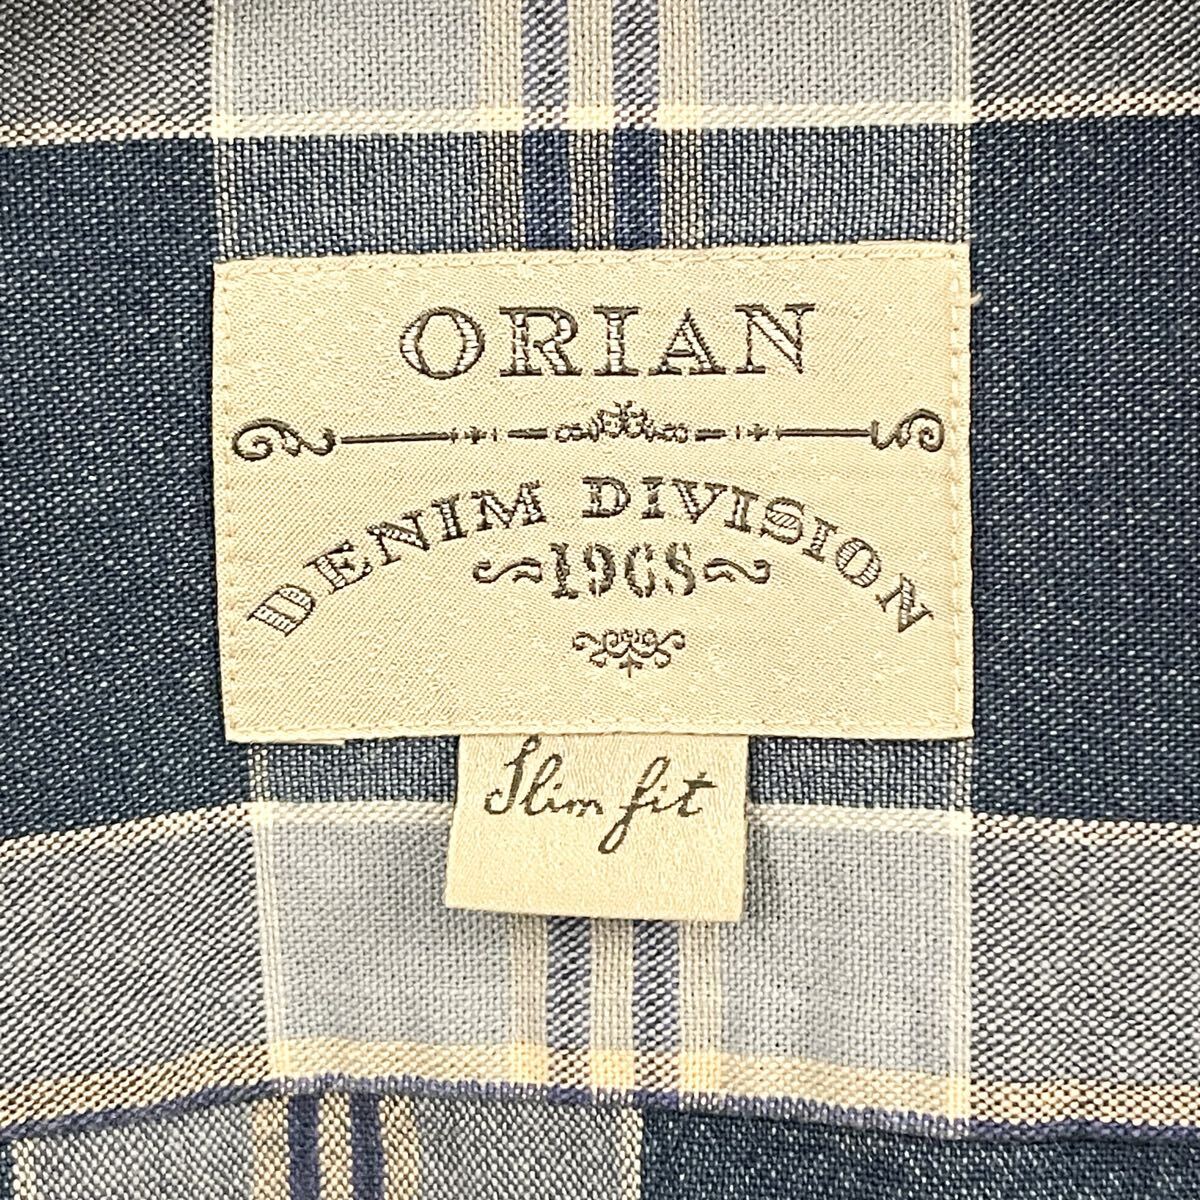 ORIAN
DENIM DIVISION
1968
Slim fit